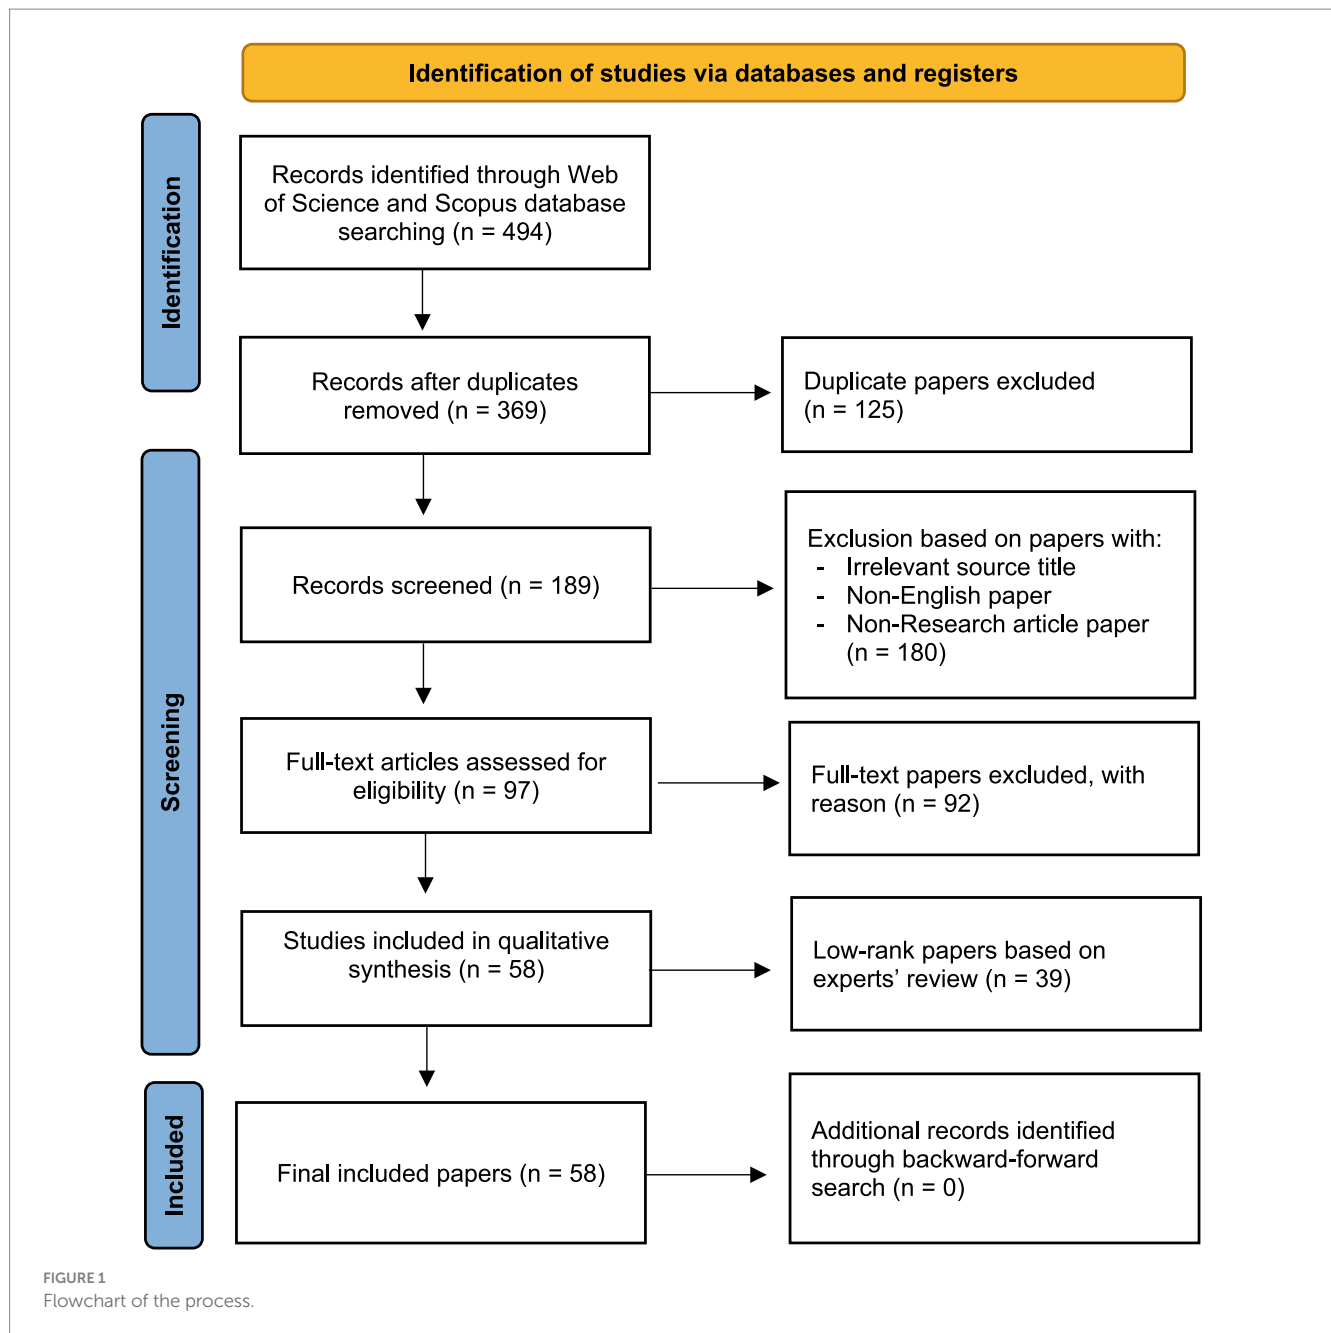 Identification of studies via databases and registers
Identification
Records identified through Web
of Science and Scopus database
searching (n = 494)
Records after duplicates
removed (n = 369)
Duplicate papers excluded
(n = 125)
Screening
Records screened (n = 189)
Exclusion based on papers with:
- Irrelevant source title
- Non-English paper
- Non-Research article paper
(n = 180)
Full-text articles assessed for
eligibility (n = 97)
Full-text papers excluded, with
reason (n = 92)
Studies included in qualitative
synthesis (n = 58)
Low-rank papers based on
experts’ review (n = 39)
Included
Final included papers (n = 58)
Additional records identified
through backward-forward
search (n = 0)
FIGURE 1
Flowchart of the process.